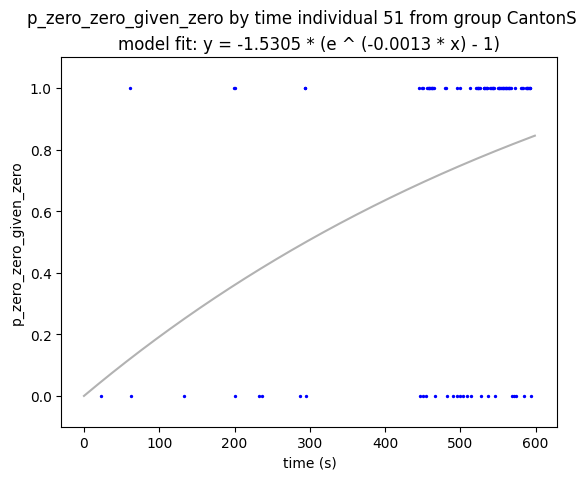 p_zero_zero_given_zero by time individual 51 from group CantonS
model fit: y = -1.5305 * (e ^ (-0.0013 * x) - 1)
1.0
0.8
0.6
0.4
0.2
0.0
p_zero_zero_given_zero
0 100 200 300 400 500 600
time (s)